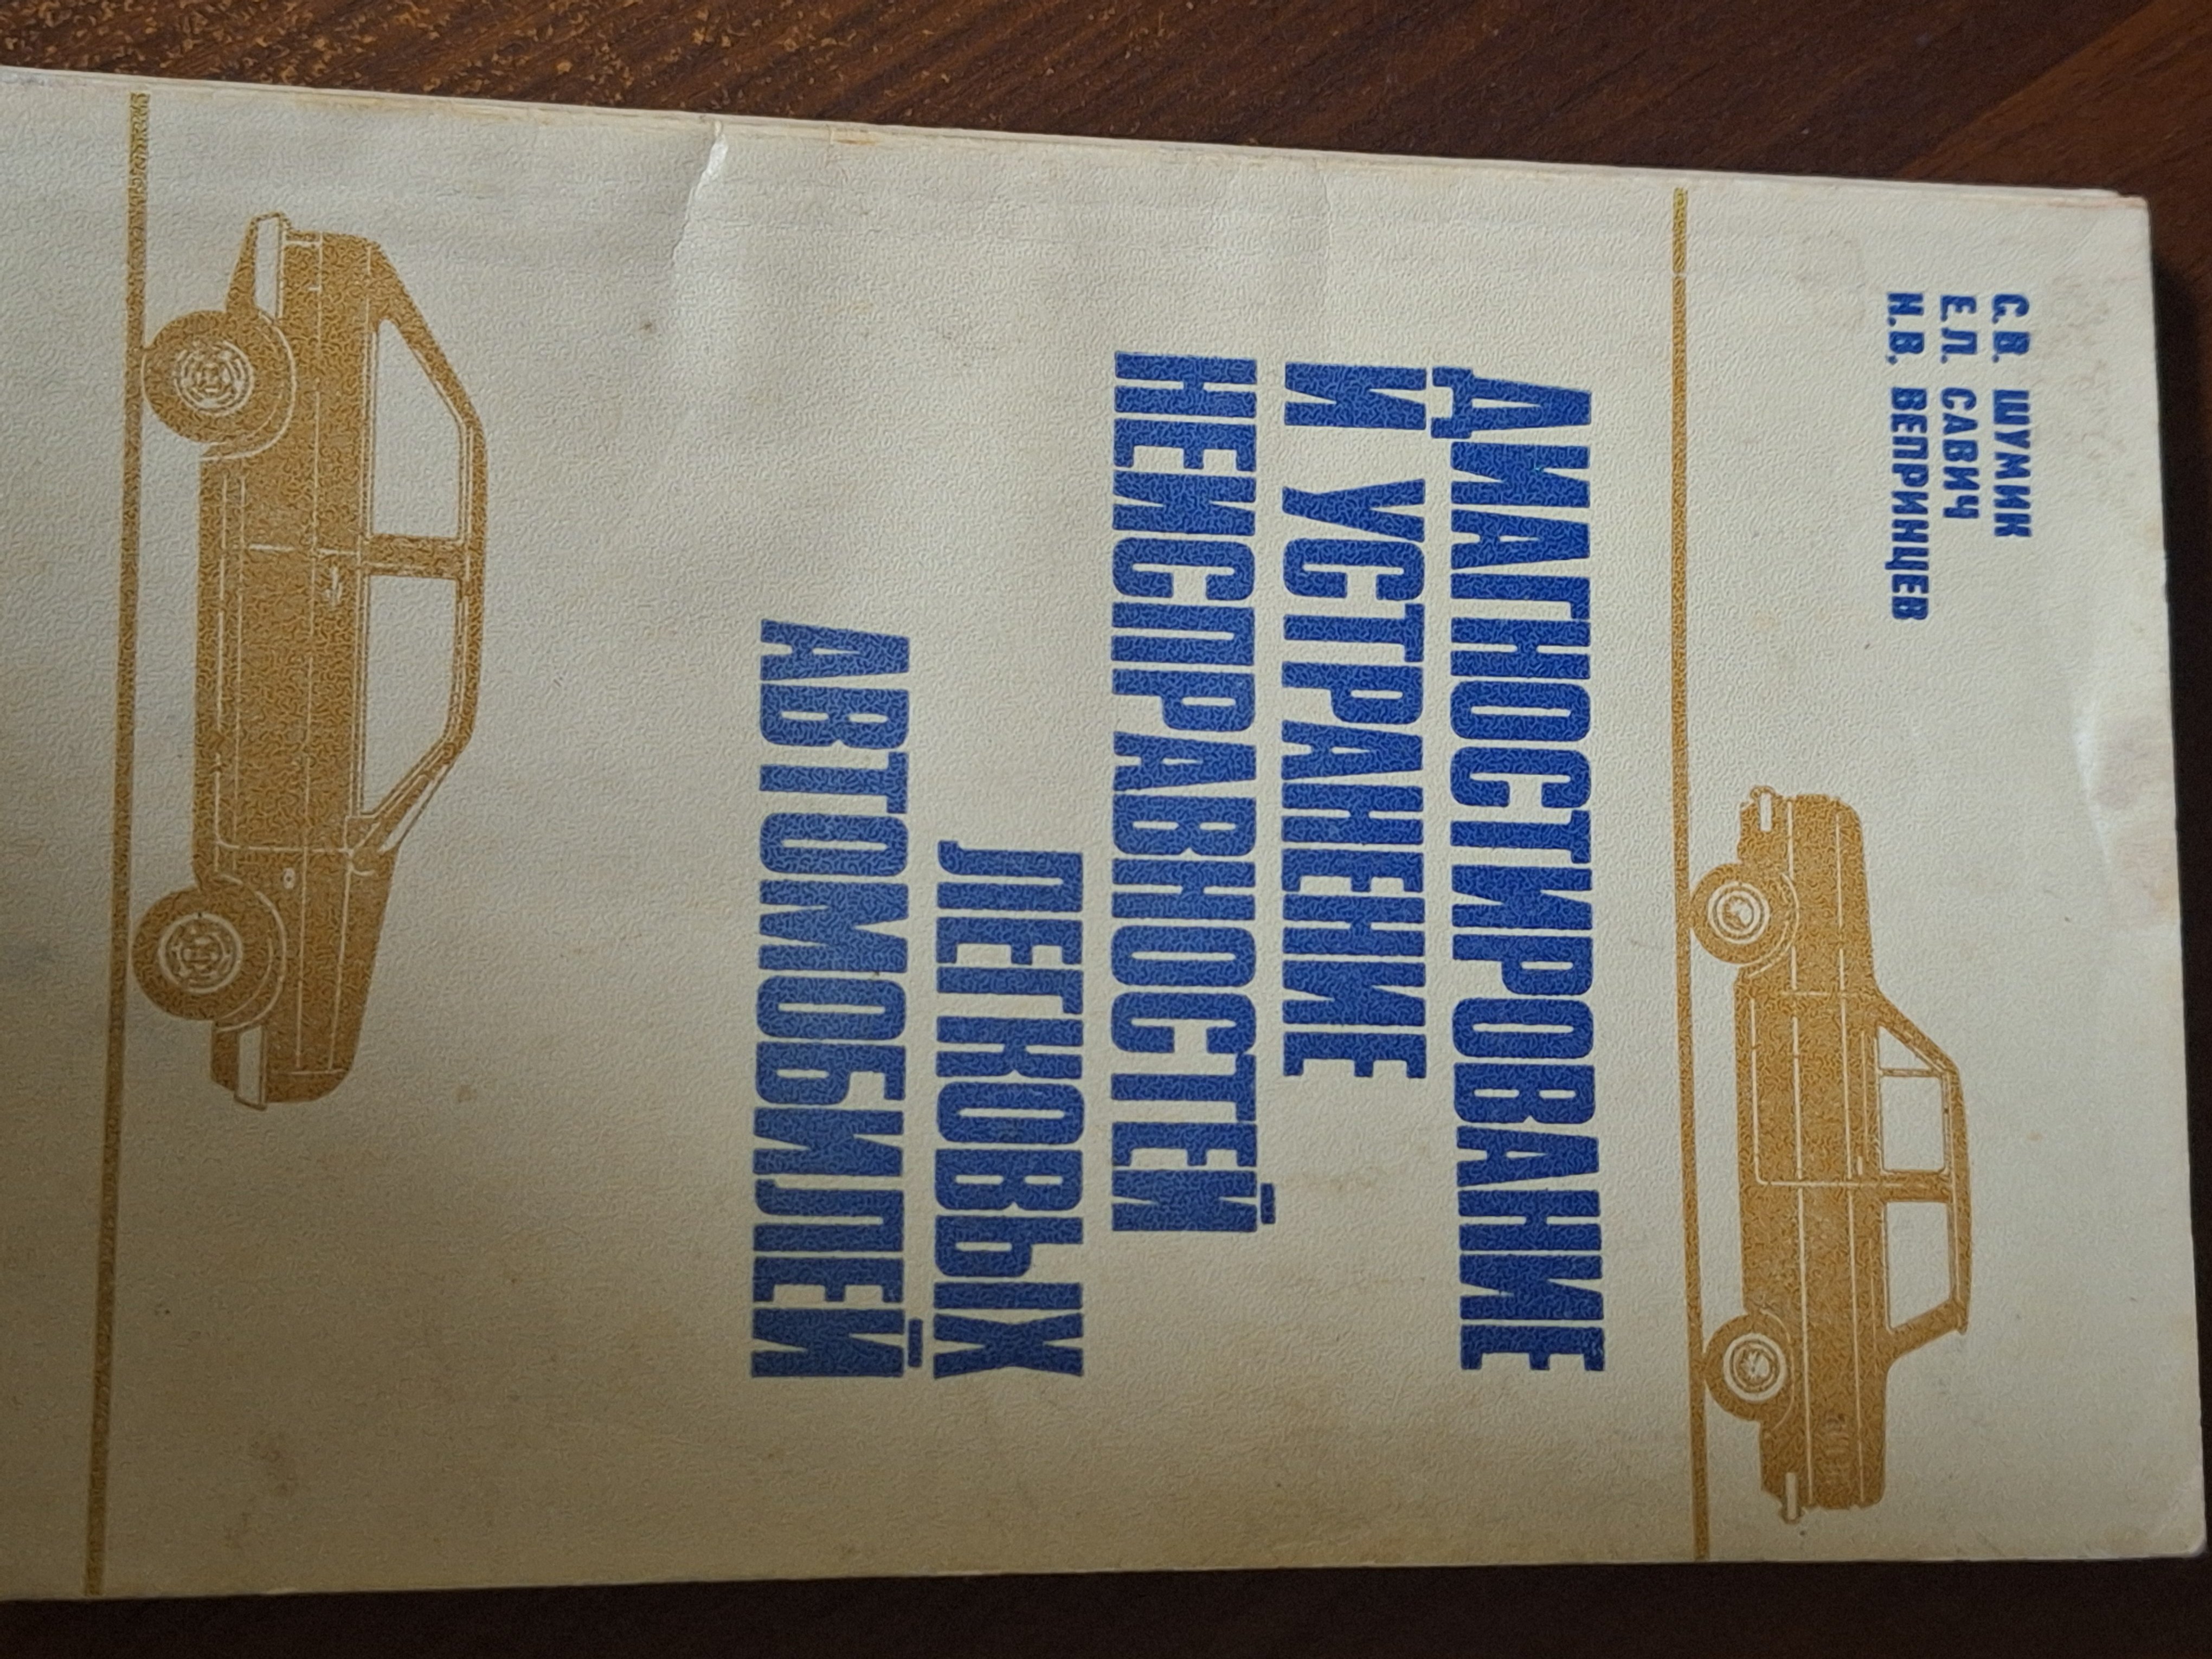 С.В. ШУМИК
Е.Л. САВИЧ
Н.В. ВЕПРИНЦЕВ
ДИАГНОСТИРОВАНИЕ
И УСТРАНЕНИЕ
НЕИСПРАВНОСТЕЙ
ЛЕГКОВЫХ
АВТОМОБИЛЕЙ